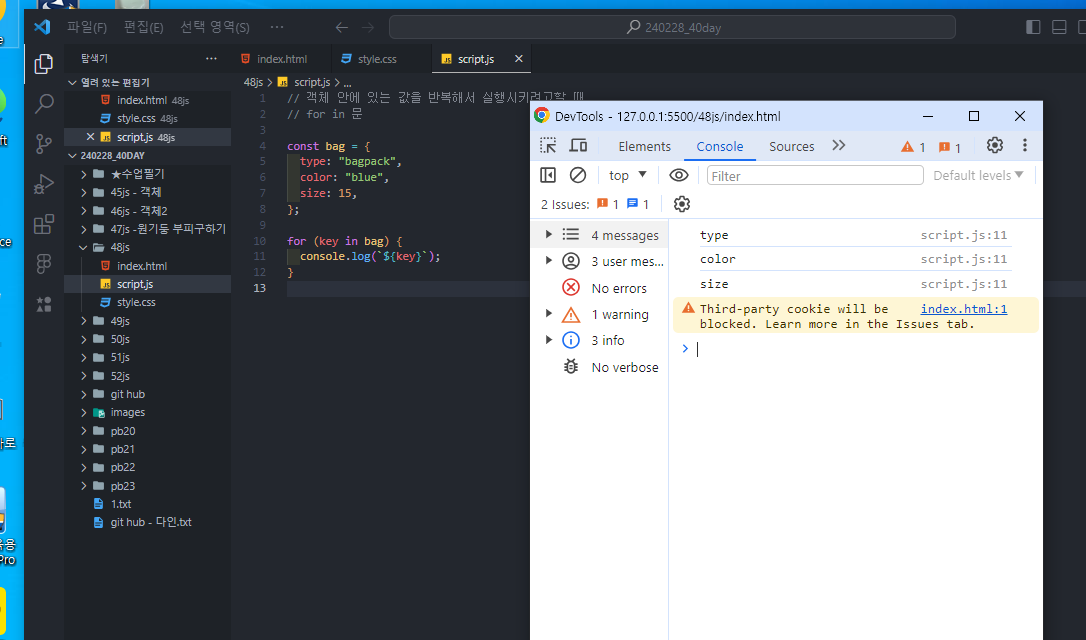 파일(F) 편집(E) 선택 영역(S) ··· 240228_40day
탐색기 ···
열려 있는 편집기
index.html 48js
style.css 48js
script.js 48js
240228_40DAY
★수업필기
45js - 객체
46js - 객체2
47js -원기둥 부피구하기
48js
index.html
script.js
style.css
49js
50js
51js
52js
git hub
images
pb20
pb21
pb22
pb23
1.txt
git hub - 다인.txt
index.html style.css script.js
48js > script.js > ...
1 // 객체 안에 있는 값을 반복해서 실행시키려고할 때
2 // for in 문
3
4 const bag = {
5 type: "bagpack",
6 color: "blue",
7 size: 15,
8 };
9
10 for (key in bag) {
11 console.log(`${key}`);
12 }
13
DevTools - 127.0.0.1:5500/48js/index.html
Elements Console Sources 1 1
top Filter Default levels
2 Issues: 1 1
4 messages
3 user mes...
No errors
1 warning
3 info
No verbose
type script.js:11
color script.js:11
size script.js:11
Third-party cookie will be index.html:1
blocked. Learn more in the Issues tab.
>
Pro